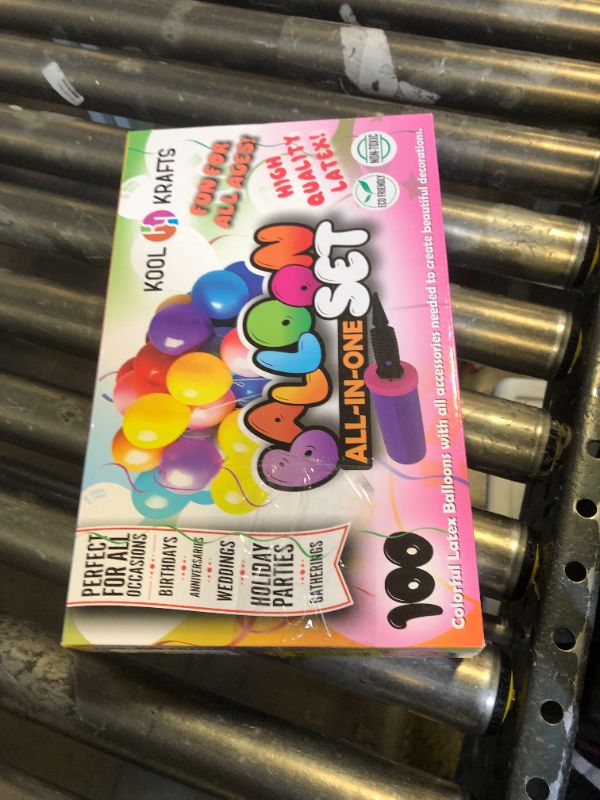 KOOL KRAFTS
FUN FOR
ALL AGES!
HIGH
QUALITY
LATEX!
ECO FRIENDLY
NON-TOXIC
BALLOON
ALL-IN-ONE SET
PERFECT
FOR ALL
OCCASIONS
BIRTHDAYS
ANNIVERSARIES
WEDDINGS
HOLIDAY
PARTIES
GATHERINGS
100
Colorful Latex Balloons with all accessories needed to create beautiful decorations.